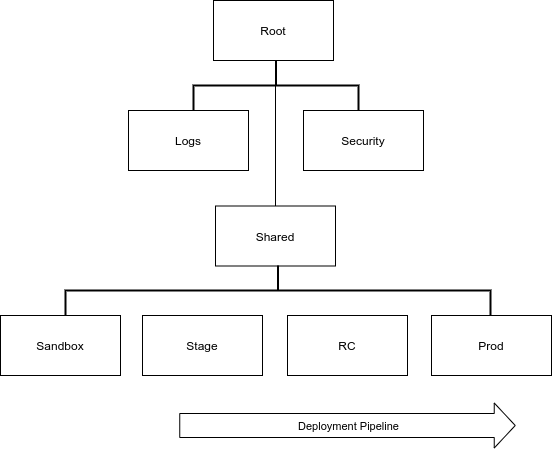 Root
Logs
Security
Shared
Sandbox
Stage
RC
Prod
Deployment Pipeline